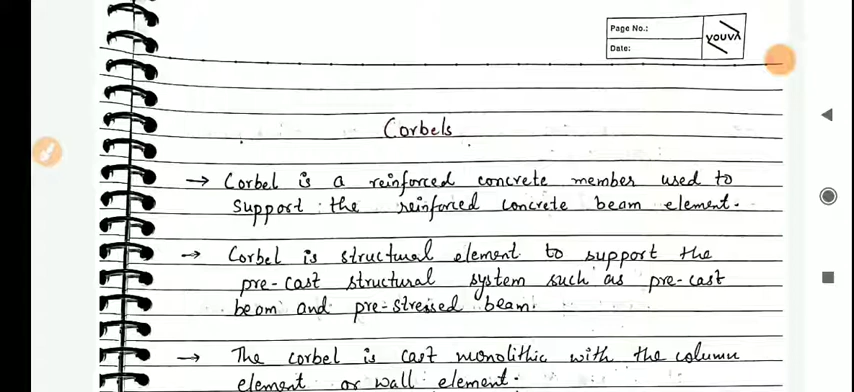 Page No.:
Date:
YOUVA
Corbels
→ Corbel is a reinforced concrete member used to
support the reinforced concrete beam element.
→ Corbel is structural element to support the
pre-cast structural system such as pre-cast
beam and pre-stressed beam.
→ The corbel is cast monolithic with the column
element or wall element.